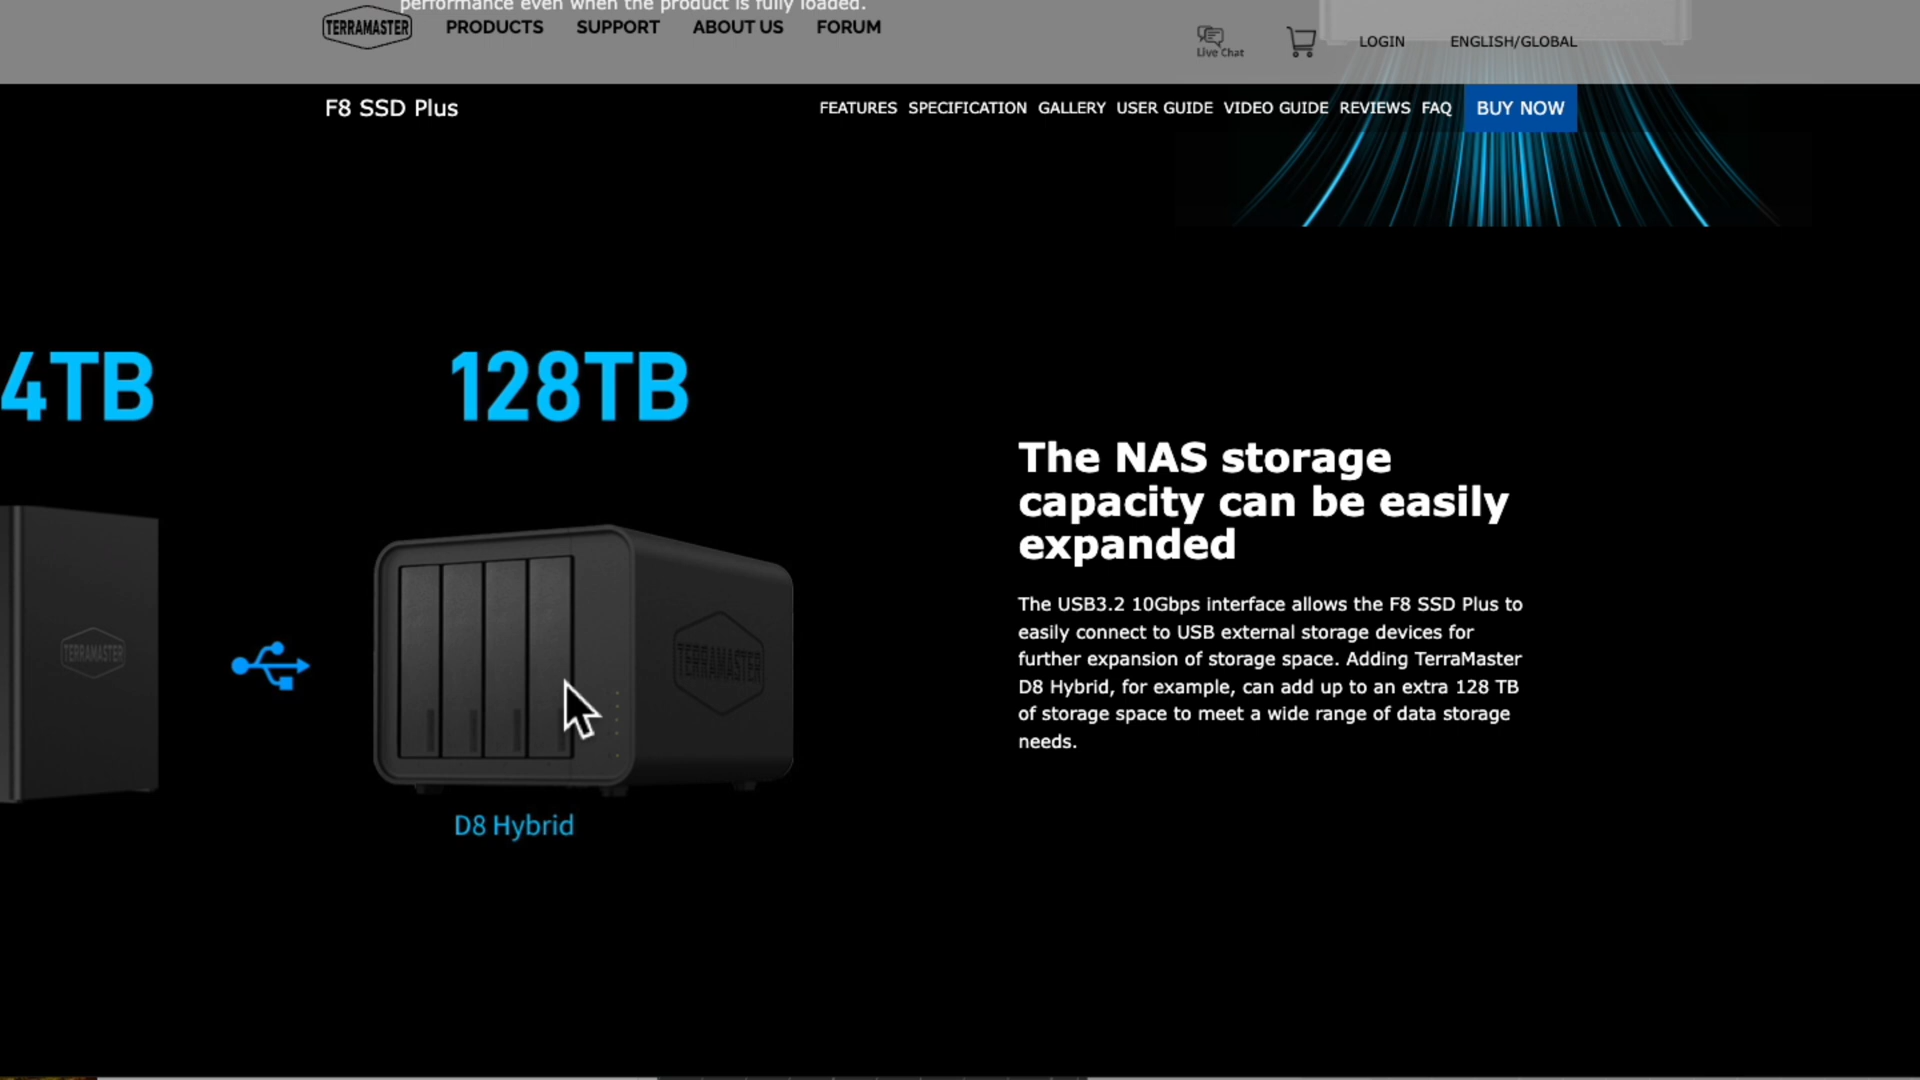 performance even when the product is fully loaded.
TERRAMASTER
PRODUCTS SUPPORT ABOUT US FORUM
Live Chat
LOGIN ENGLISH/GLOBAL
F8 SSD Plus
FEATURES SPECIFICATION GALLERY USER GUIDE VIDEO GUIDE REVIEWS FAQ BUY NOW
4TB
128TB
TERRAMASTER
TERRAMASTER
D8 Hybrid
The NAS storage
capacity can be easily
expanded
The USB3.2 10Gbps interface allows the F8 SSD Plus to
easily connect to USB external storage devices for
further expansion of storage space. Adding TerraMaster
D8 Hybrid, for example, can add up to an extra 128 TB
of storage space to meet a wide range of data storage
needs.